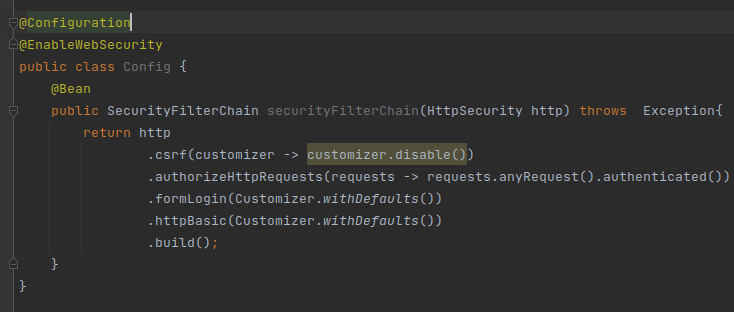 @Configuration
@EnableWebSecurity
public class Config {
    @Bean
    public SecurityFilterChain securityFilterChain(HttpSecurity http) throws  Exception{
        return http
                .csrf(customizer -> customizer.disable())
                .authorizeHttpRequests(requests -> requests.anyRequest().authenticated())
                .formLogin(Customizer.withDefaults())
                .httpBasic(Customizer.withDefaults())
                .build();
    }
}